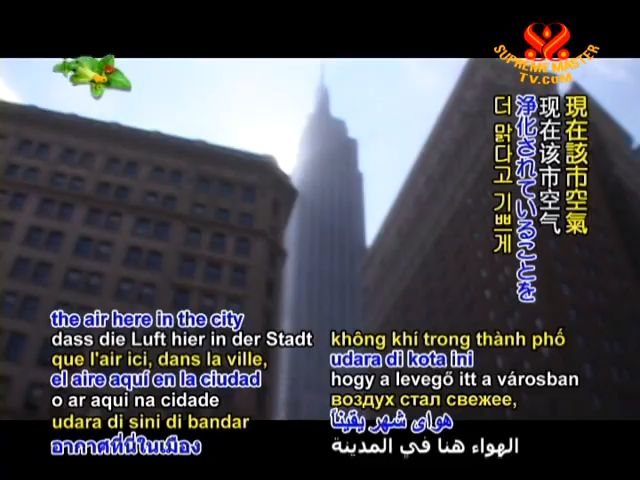 SUPREME MASTER
TV.COM
現在該市空氣
现在该市空气
浄化されていることを
더 맑다고 기쁘게
the air here in the city
dass die Luft hier in der Stadt
que l'air ici, dans la ville,
el aire aquí en la ciudad
o ar aqui na cidade
udara di sini di bandar
อากาศที่นี่ในเมือง
không khí trong thành phố
udara di kota ini
hogy a levegő itt a városban
воздух стал свежее,
هوای شهر یقیناً
الهواء هنا في المدينة